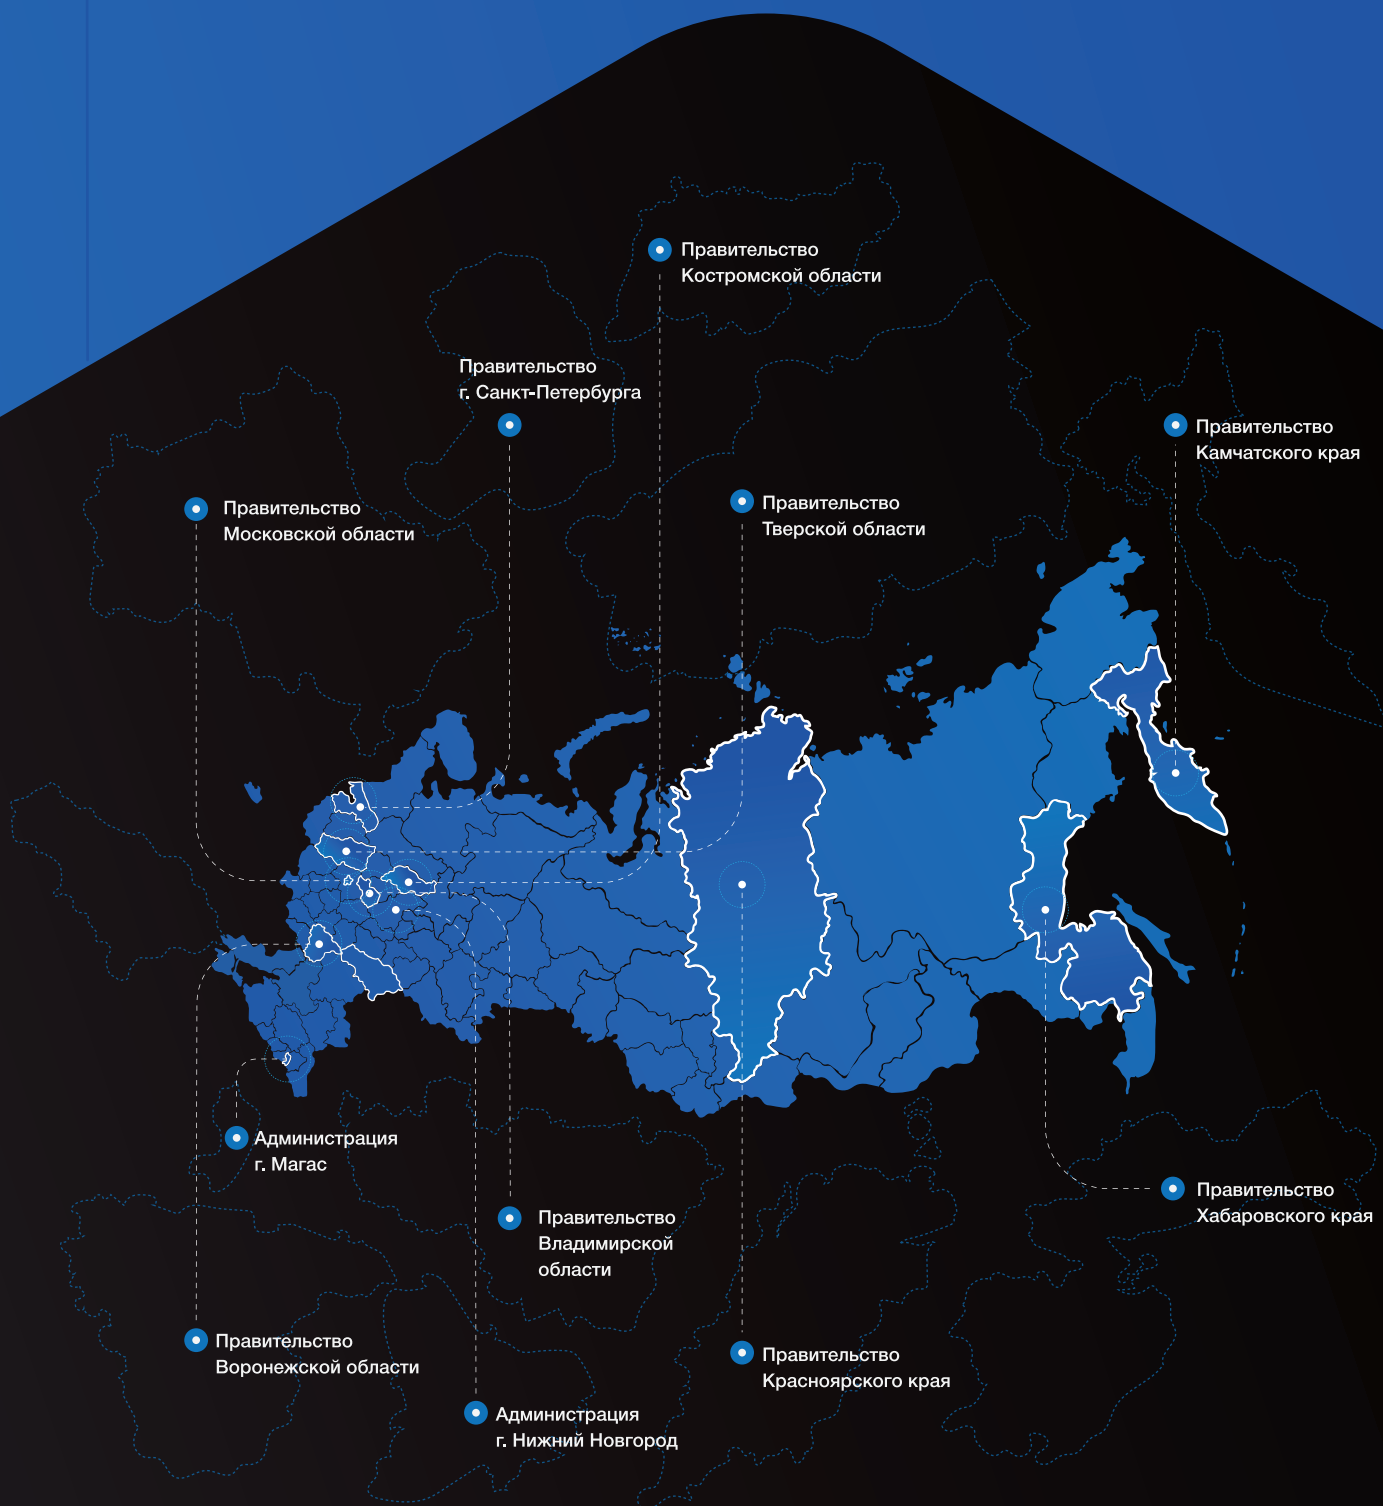 Правительство
Костромской области
Правительство
г. Санкт-Петербурга
Правительство
Камчатского края
Правительство
Московской области
Правительство
Тверской области
Администрация
г. Магас
Правительство
Хабаровского края
Правительство
Владимирской
области
Правительство
Воронежской области
Правительство
Красноярского края
Администрация
г. Нижний Новгород